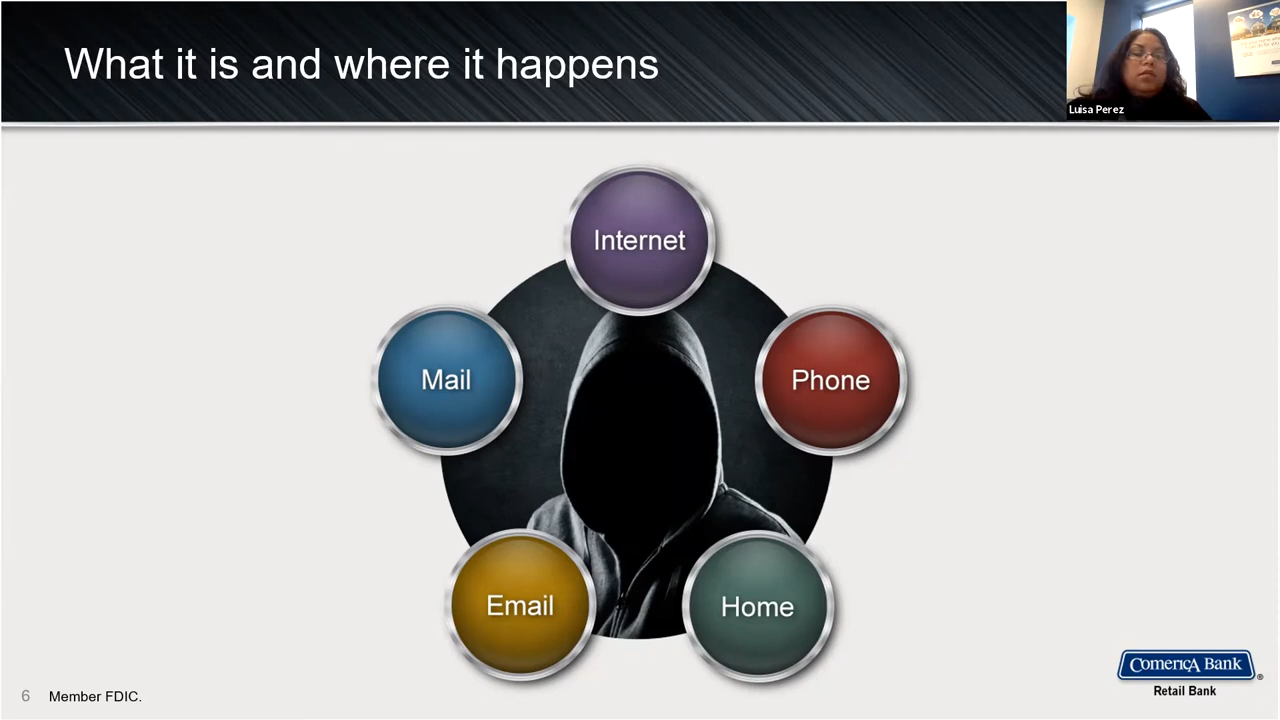 What it is and where it happens
Luisa Perez
Internet
Mail
Phone
Email
Home
6 Member FDIC.
Comerica Bank
®
Retail Bank